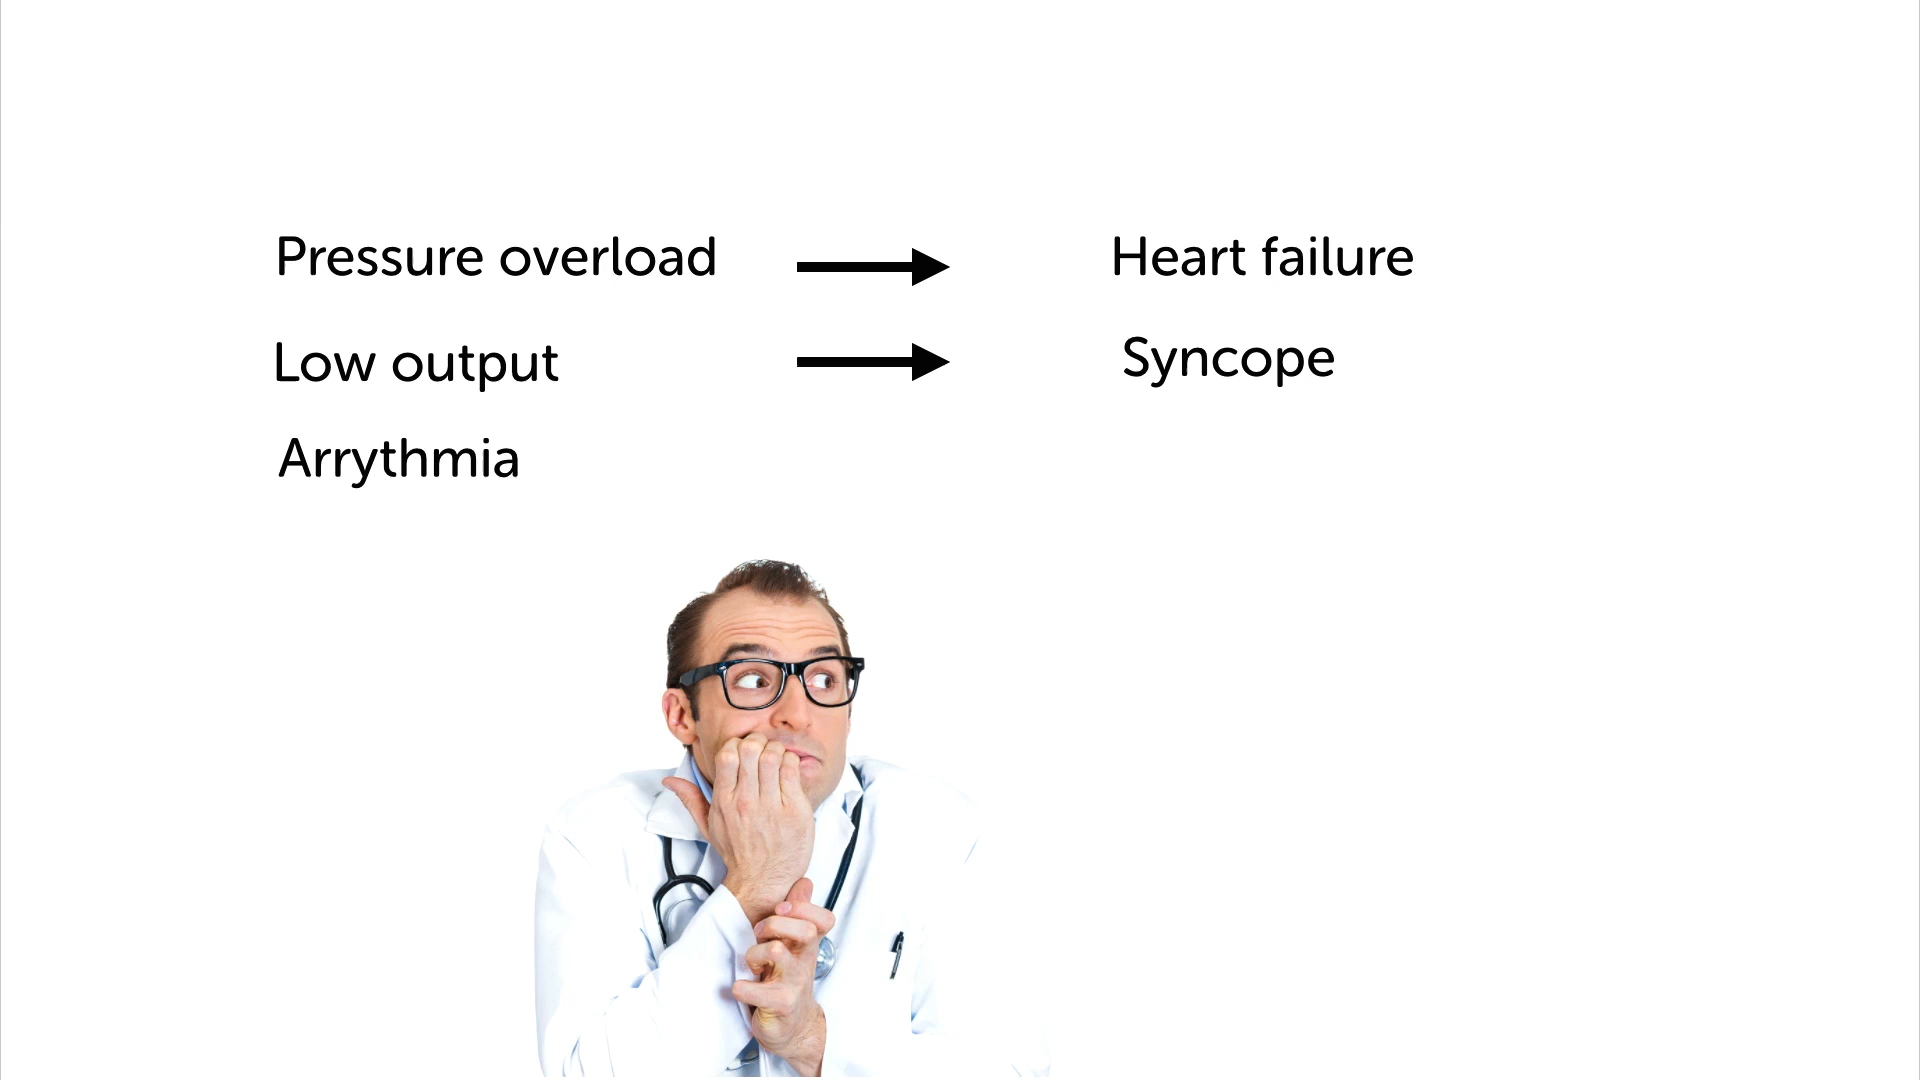 Pressure overload
Heart failure
Low output
Syncope
Arrythmia